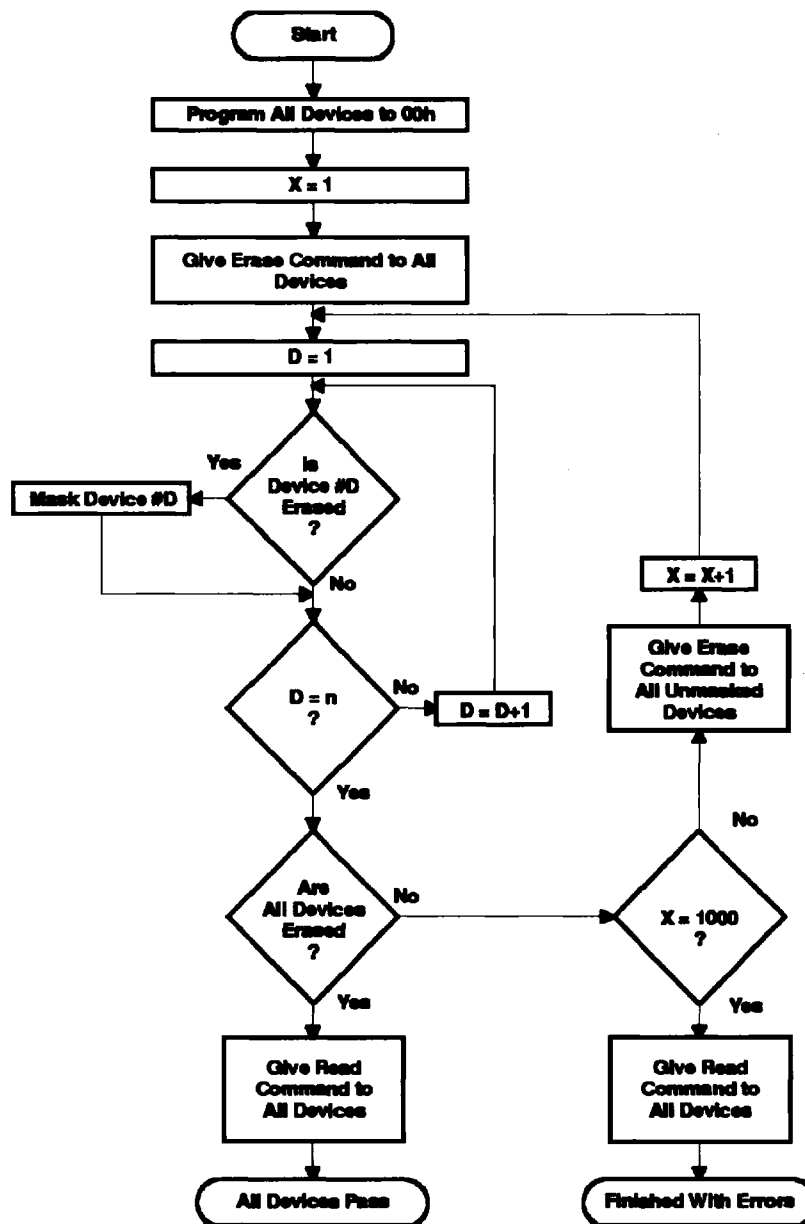 Start
Program All Devices to 00h
X = 1
Give Erase Command to All
Devices
D = 1
Yes
Is
Device #D
Erased
?
Mask Device #D
No
X = X+1
Give Erase
Command to
All Unmasked
Devices
D = n
?
No
D = D+1
Yes
No
Are
All Devices
Erased
?
No
X = 1000
?
Yes
Yes
Give Read
Command to
All Devices
Give Read
Command to
All Devices
All Devices Pass
Finished With Errors